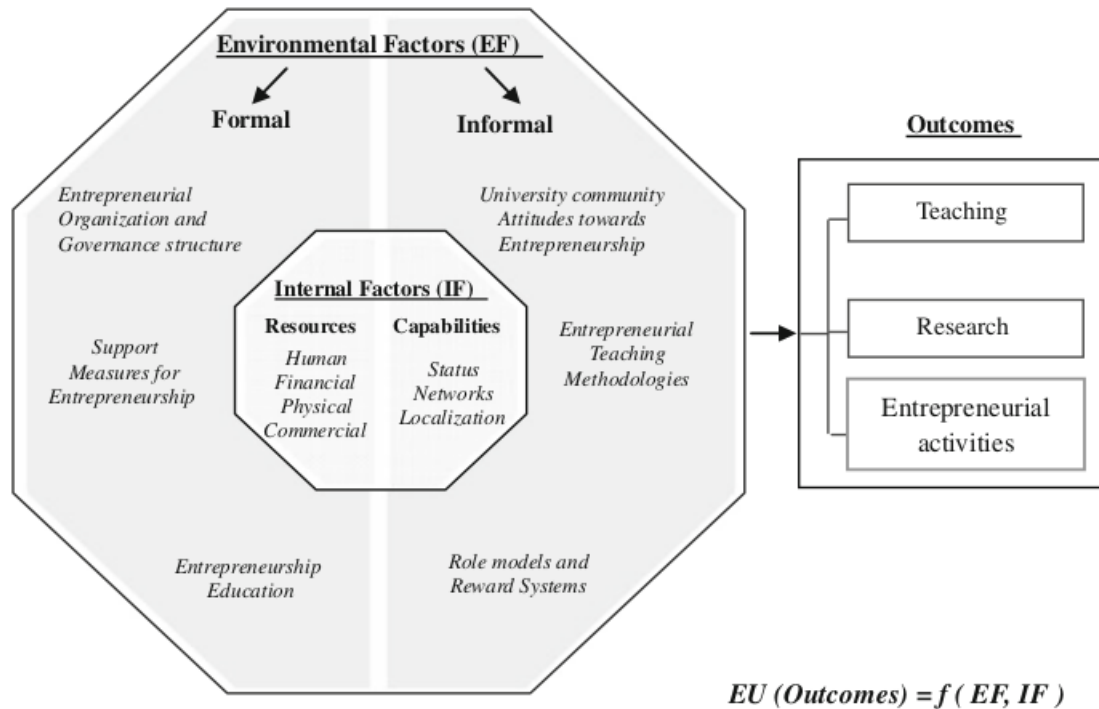 Environmental Factors (EF)
Formal
Informal
Entrepreneurial
Organization and
Governance structure
University community
Attitudes towards
Entrepreneurship
Support
Measures for
Entrepreneurship
Entrepreneurial
Teaching
Methodologies
Entrepreneurship
Education
Role models and
Reward Systems
Internal Factors (IF)
Resources
Human
Financial
Physical
Commercial
Capabilities
Status
Networks
Localization
Outcomes
Teaching
Research
Entrepreneurial
activities
EU (Outcomes) = f ( EF, IF )